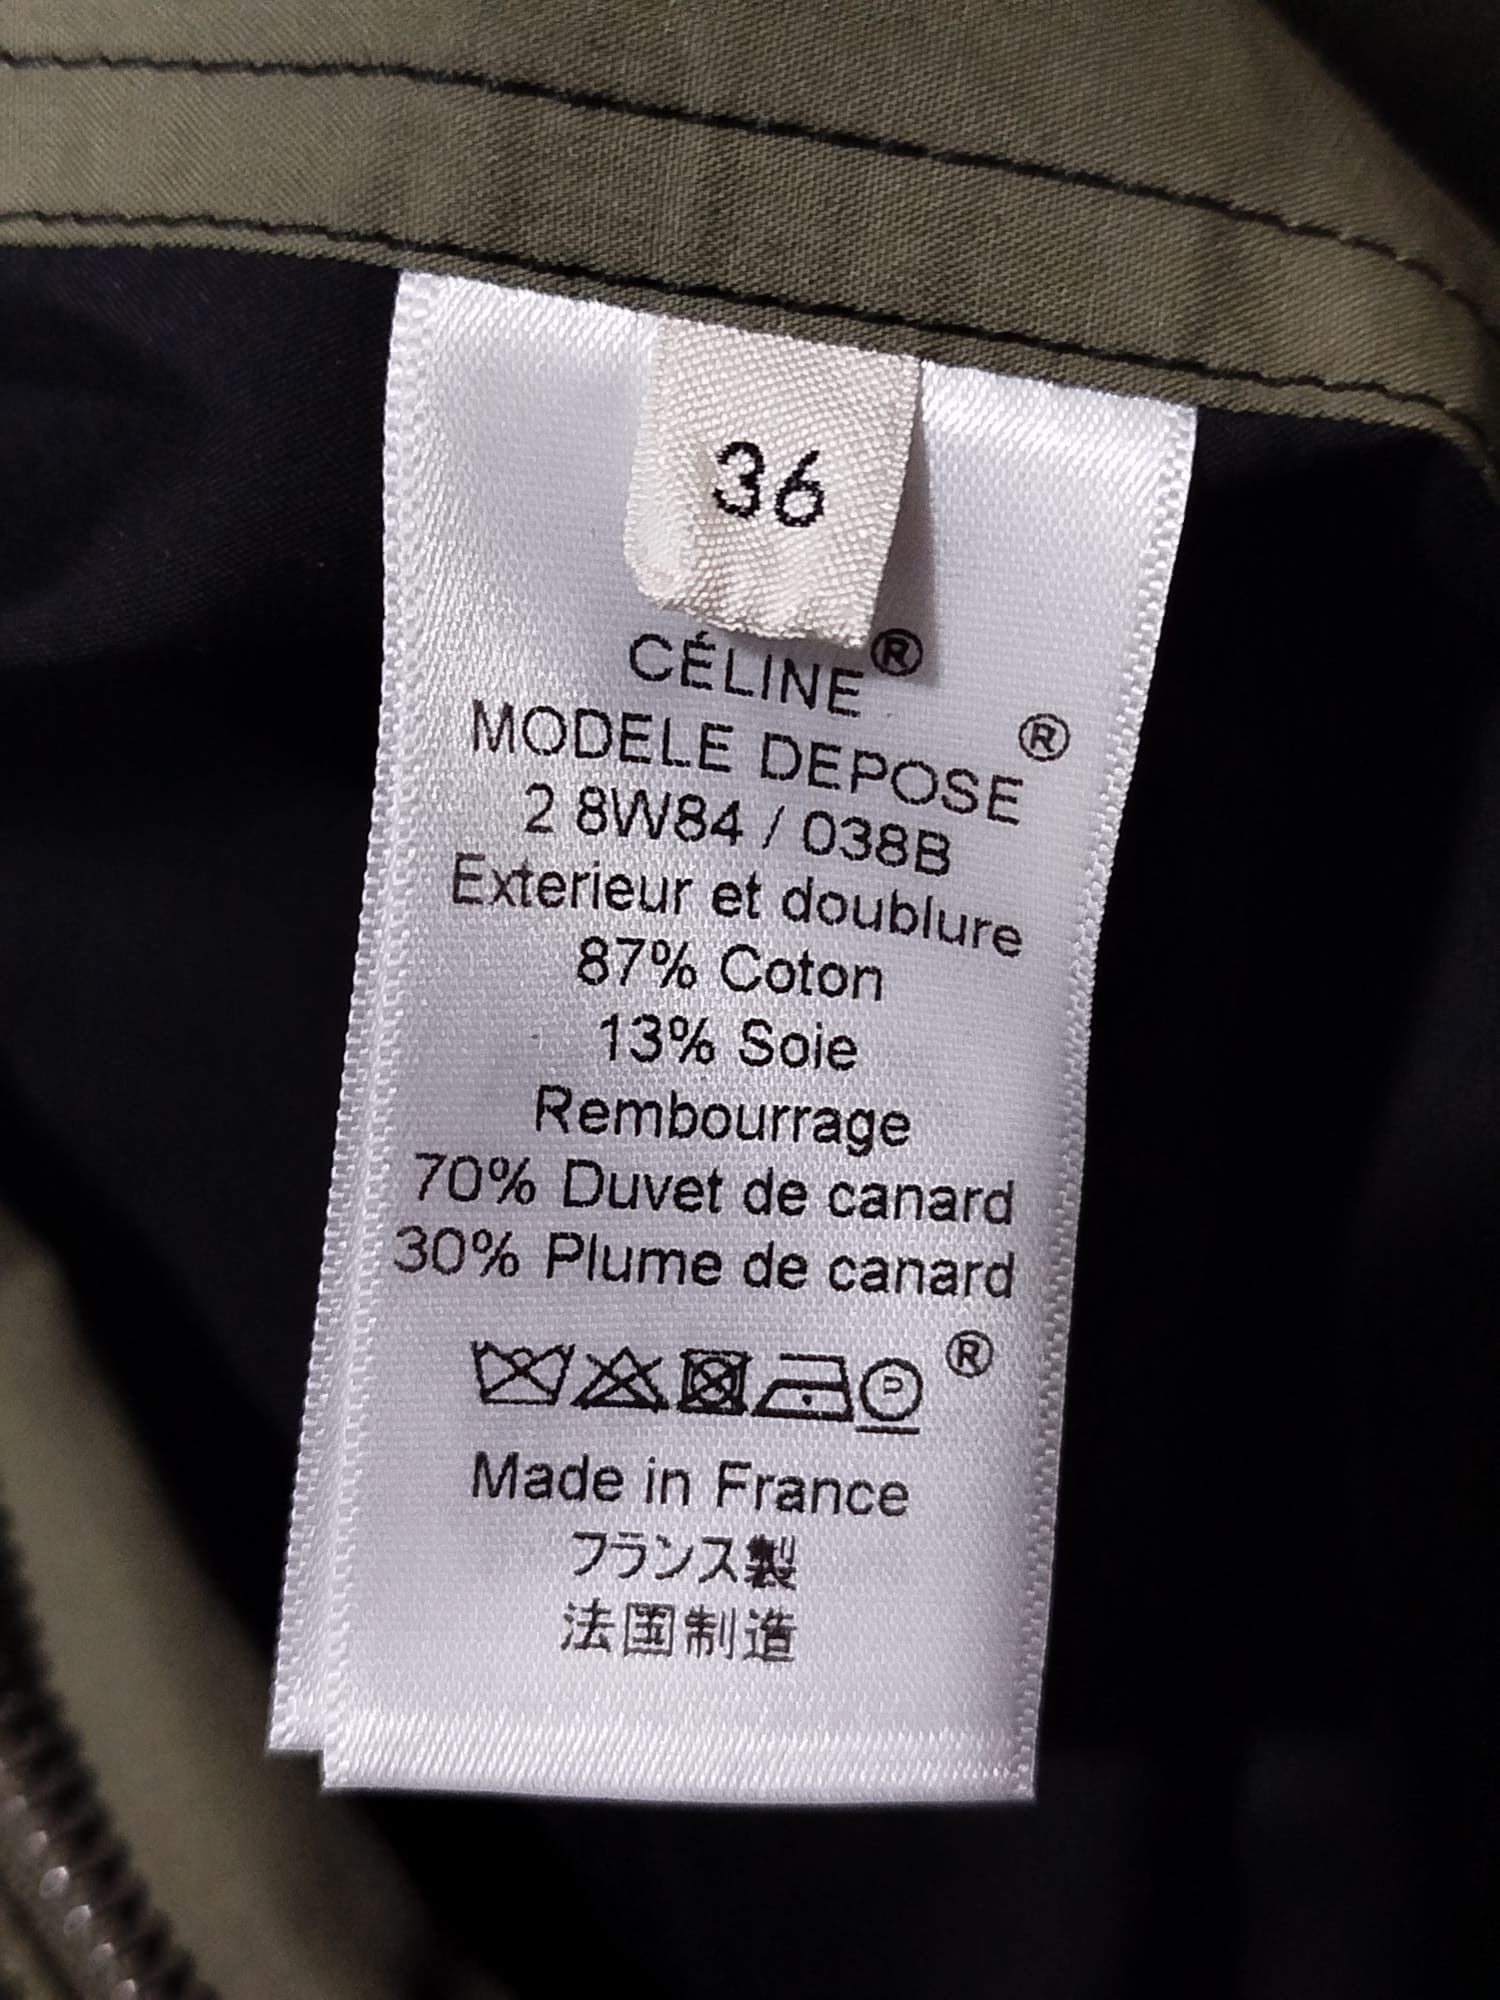 36
CÉLINE®
MODELE DEPOSE®
2 8W84 / 038B
Exterieur et doublure
87% Coton
13% Soie
Rembourrage
70% Duvet de canard
30% Plume de canard
P ®
Made in France
フランス製
法国制造